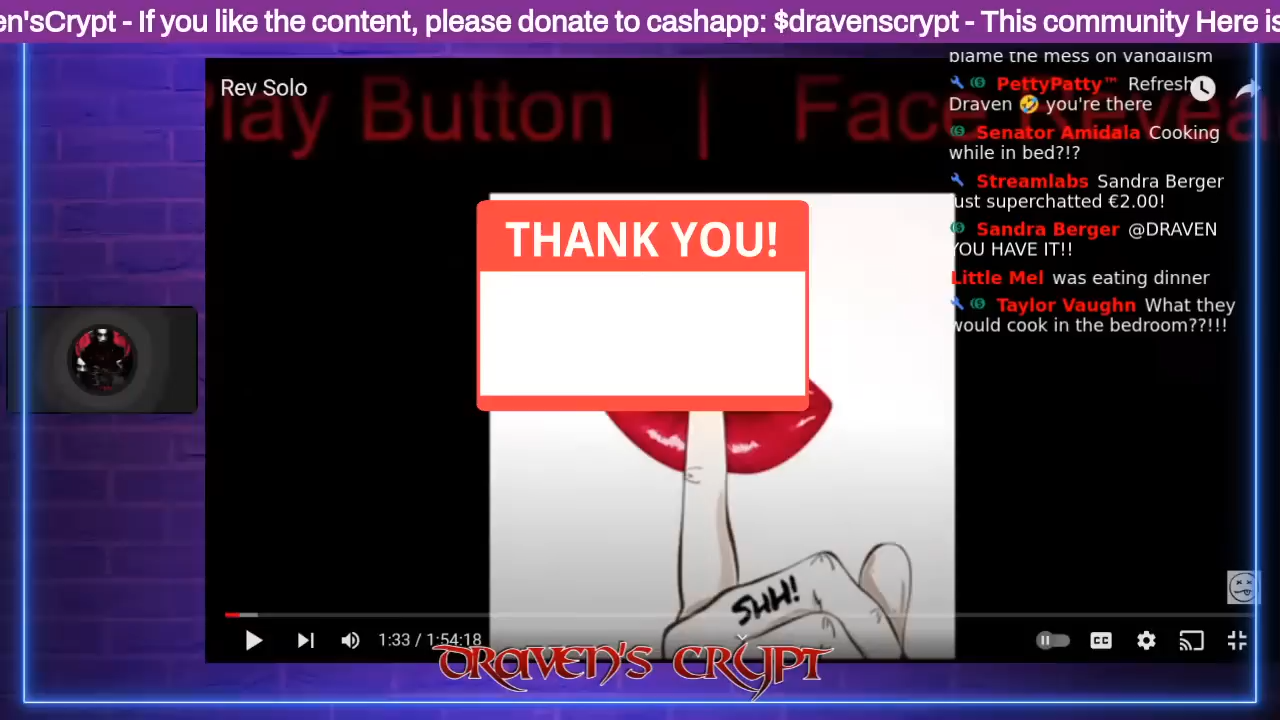 en'sCrypt - If you like the content, please donate to cashapp: $dravenscrypt - This community Here is
Rev Solo
lay Button | Face Revea
blame the mess on vandalism
PettyPatty™ Refresh
Draven 🤣 you're there
Senator Amidala Cooking
while in bed?!?
Streamlabs Sandra Berger
just superchatted €2.00!
Sandra Berger @DRAVEN
YOU HAVE IT!!
Little Mel was eating dinner
Taylor Vaughn What they
would cook in the bedroom??!!!
THANK YOU!
SHH!
1:33 / 1:54:18
CC
DRAVEN'S CRYPT